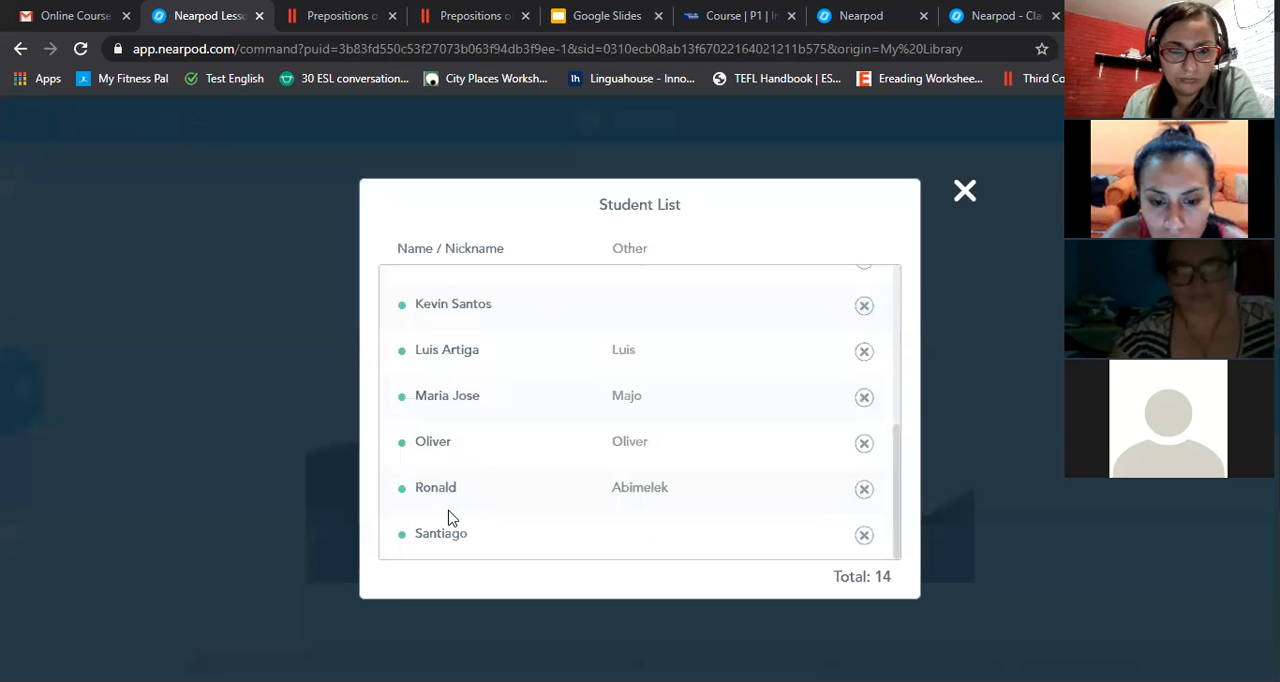 Online Course
Nearpod Less
Prepositions o
Prepositions o
Google Slides
Course | P1 |
Nearpod
Nearpod - Cla
app.nearpod.com/command?puid=3b83fd550c53f27073b063f94db3f9ee-1&sid=0310ecb08ab13f67022164021211b575&origin=My%20Library
Apps
My Fitness Pal
Test English
30 ESL conversation...
City Places Worksh...
lh Linguahouse - Inno...
TEFL Handbook | ES...
E Ereading Workshee...
Third Co
Student List
Name / Nickname Other
Kevin Santos
Luis Artiga Luis
Maria Jose Majo
Oliver Oliver
Ronald Abimelek
Santiago
Total: 14